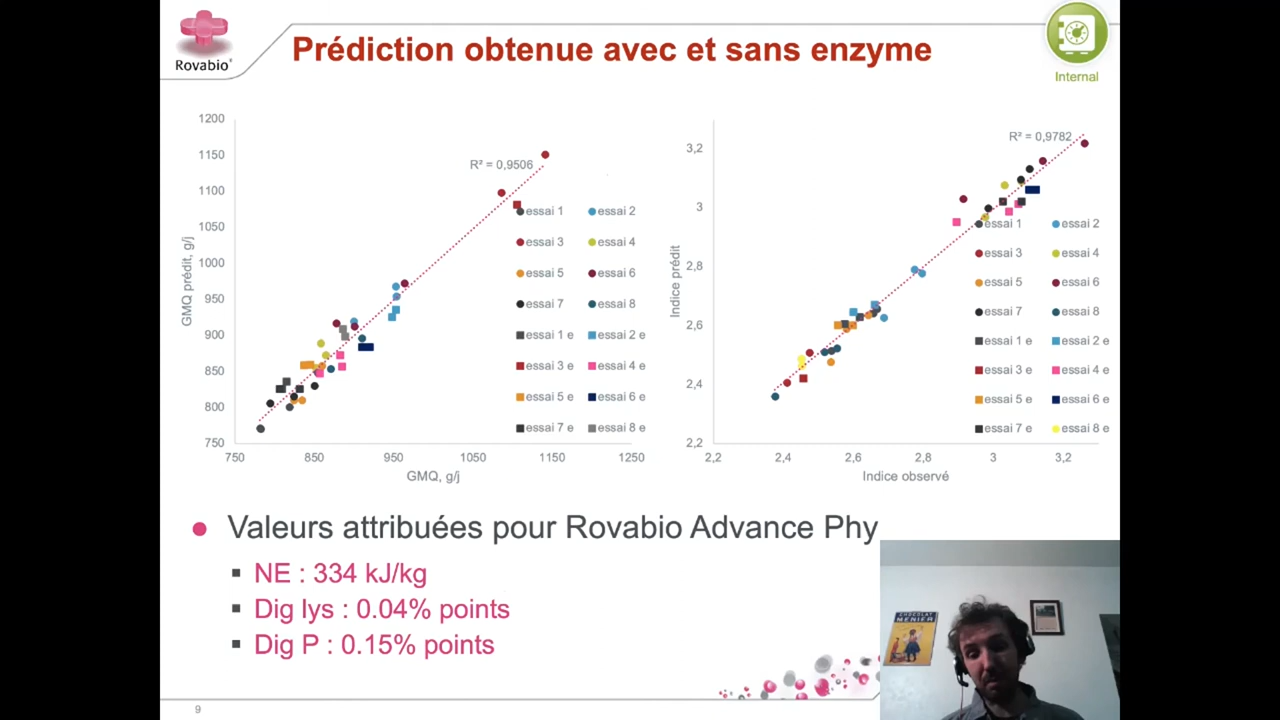 Rovabio
Prédiction obtenue avec et sans enzyme
Internal
1200
1150
1100
1050
1000
950
900
850
800
750
GMQ prédit, g/j
R² = 0,9506
essai 1
essai 2
essai 3
essai 4
essai 5
essai 6
essai 7
essai 8
essai 1 e
essai 2 e
essai 3 e
essai 4 e
essai 5 e
essai 6 e
essai 7 e
essai 8 e
750 850 950 1050 1150 1250
GMQ, g/j
3,2
3
2,8
2,6
2,4
2,2
Indice prédit
R² = 0,9782
essai 1
essai 2
essai 3
essai 4
essai 5
essai 6
essai 7
essai 8
essai 1 e
essai 2 e
essai 3 e
essai 4 e
essai 5 e
essai 6 e
essai 7 e
essai 8 e
2,2 2,4 2,6 2,8 3 3,2
Indice observé
Valeurs attribuées pour Rovabio Advance Phy
NE : 334 kJ/kg
Dig lys : 0.04% points
Dig P : 0.15% points
CHOCOLAT
MENIER
9